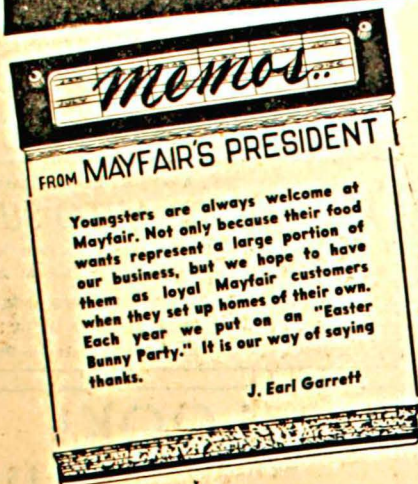 memos..
FROM MAYFAIR'S PRESIDENT
Youngsters are always welcome at
Mayfair. Not only because their food
wants represent a large portion of
our business, but we hope to have
them as loyal Mayfair customers
when they set up homes of their own.
Each year we put on an "Easter
Bunny Party." It is our way of saying
thanks.
J. Earl Garrett